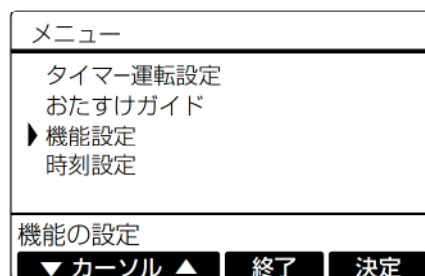 メニュー
タイマー運転設定
おたすけガイド
機能設定
時刻設定
機能の設定
▼ カーソル ▲ 終了 決定